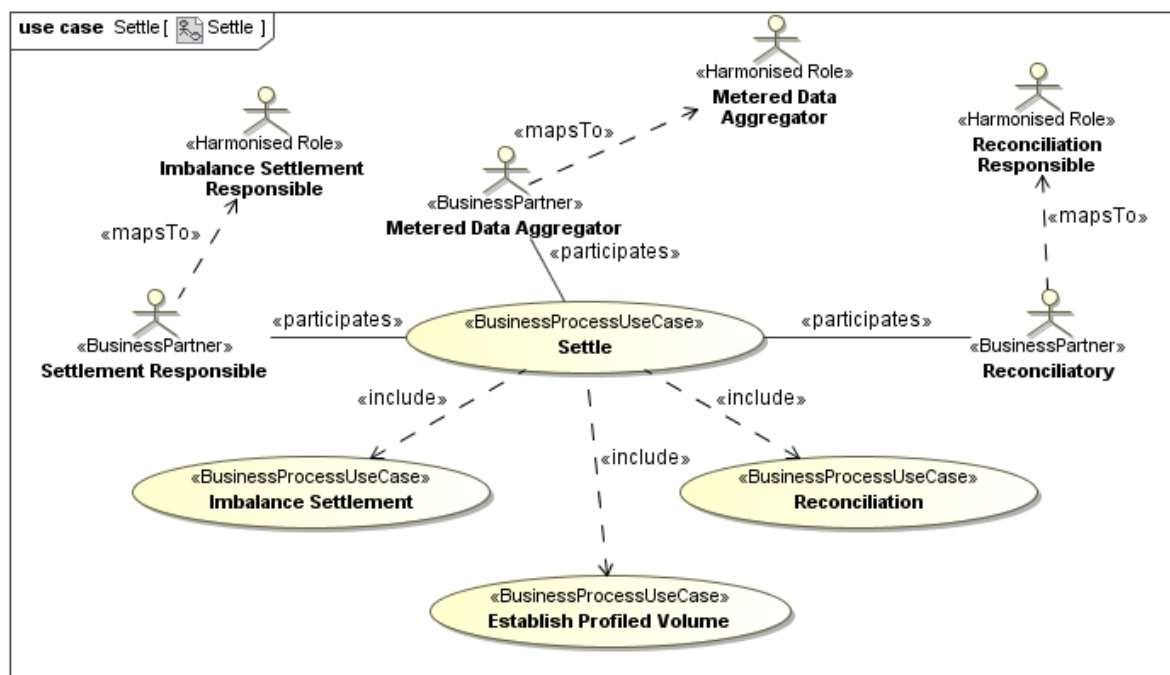 use case Settle [ Settle ]
«Harmonised Role»
Metered Data
Aggregator
«Harmonised Role»
Imbalance Settlement
Responsible
«Harmonised Role»
Reconciliation
Responsible
«mapsTo»
«BusinessPartner»
Metered Data Aggregator
«mapsTo»
«mapsTo»
«participates»
«BusinessPartner»
Settlement Responsible
«participates»
«BusinessProcessUseCase»
Settle
«participates»
«BusinessPartner»
Reconciliatory
«include»
«include»
«include»
«BusinessProcessUseCase»
Imbalance Settlement
«BusinessProcessUseCase»
Reconciliation
«BusinessProcessUseCase»
Establish Profiled Volume